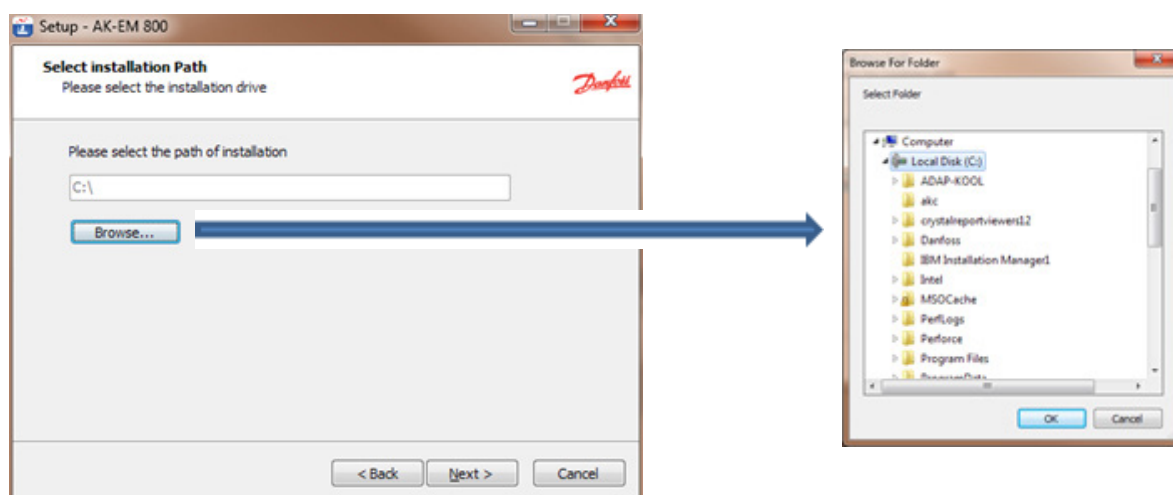 Setup - AK-EM 800
Select installation Path
Please select the installation drive
Danfoss
Please select the path of installation
C:\
Browse...
< Back
Next >
Cancel
Browse For Folder
Select Folder
Computer
Local Disk (C:)
ADAP-KOOL
akc
crystalreportviewers12
Danfoss
IBM Installation Manager1
Intel
MSOCache
PerfLogs
Perforce
Program Files
ProgramData
OK
Cancel